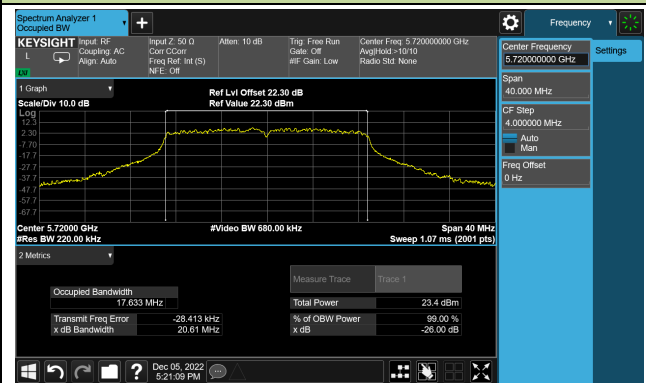 Spectrum Analyzer 1
Occupied BW
Frequency
KEYSIGHT
Input: RF
Coupling: AC
Align: Auto
Input Z: 50 Ω
Corr CCorr
Freq Ref: Int (S)
NFE: Off
Atten: 10 dB
Trig: Free Run
Gate: Off
#IF Gain: Low
Center Freq: 5.720000000 GHz
Avg|Hold:>10/10
Radio Std: None
L
LXI
Center Frequency
5.720000000 GHz
Settings
Span
40.000 MHz
CF Step
4.000000 MHz
Auto
Man
Freq Offset
0 Hz
1 Graph
Scale/Div 10.0 dB
Ref Lvl Offset 22.30 dB
Ref Value 22.30 dBm
Log
12.3
2.30
-7.70
-17.7
-27.7
-37.7
-47.7
-57.7
-67.7
Center 5.72000 GHz
#Video BW 680.00 kHz
Span 40 MHz
#Res BW 220.00 kHz
Sweep 1.07 ms (2001 pts)
2 Metrics
Measure Trace
Trace 1
Occupied Bandwidth
17.633 MHz
Total Power
23.4 dBm
Transmit Freq Error
-28.413 kHz
% of OBW Power
99.00 %
x dB Bandwidth
20.61 MHz
x dB
-26.00 dB
?
Dec 05, 2022
5:21:09 PM